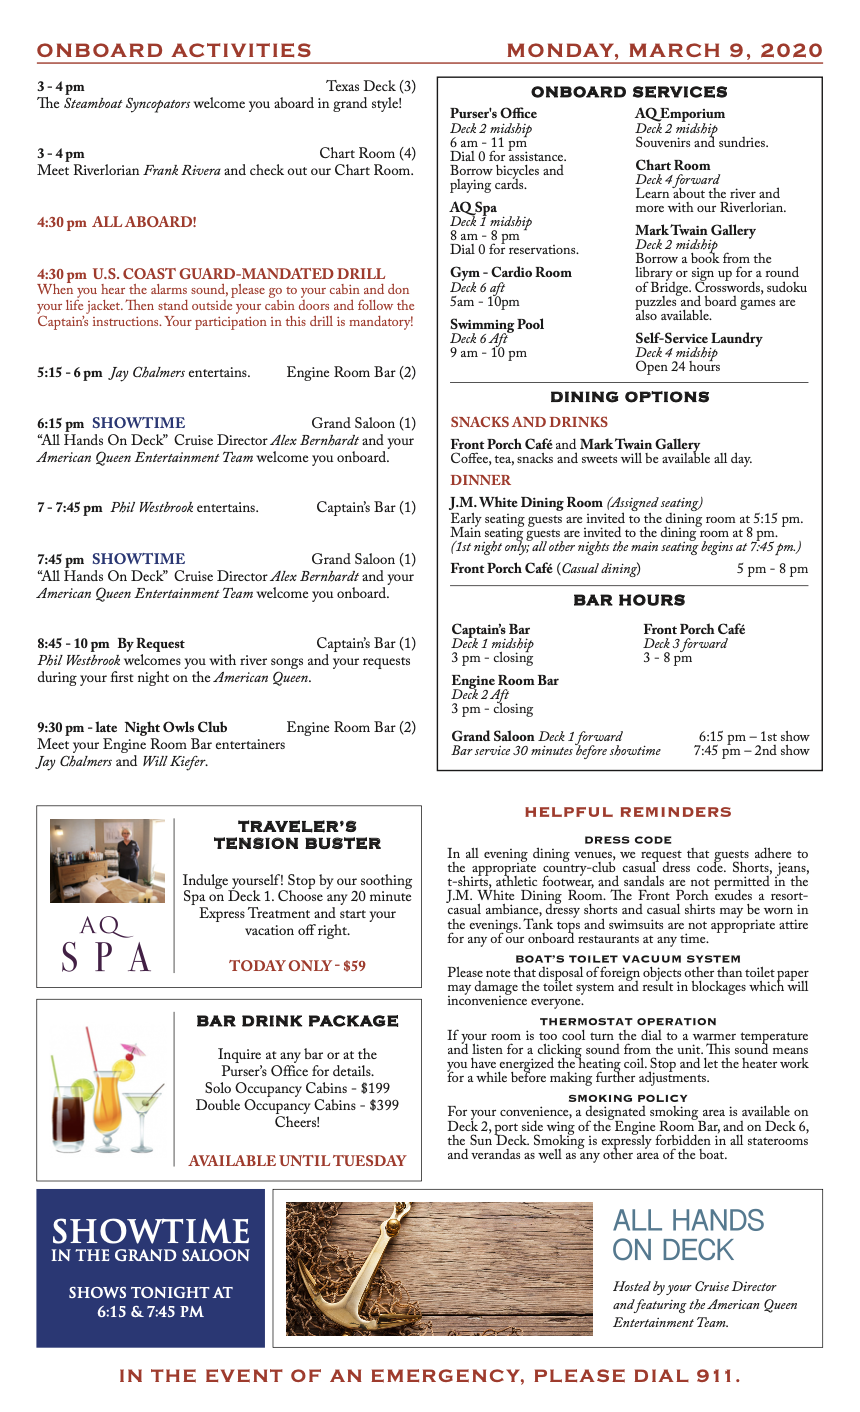 ONBOARD ACTIVITIES
MONDAY, MARCH 9, 2020
3 - 4 pm Texas Deck (3)
The Steamboat Syncopators welcome you aboard in grand style!
3 - 4 pm Chart Room (4)
Meet Riverlorian Frank Rivera and check out our Chart Room.
4:30 pm ALL ABOARD!
4:30 pm U.S. COAST GUARD-MANDATED DRILL
When you hear the alarms sound, please go to your cabin and don
your life jacket. Then stand outside your cabin doors and follow the
Captain's instructions. Your participation in this drill is mandatory!
5:15 - 6 pm Jay Chalmers entertains. Engine Room Bar (2)
6:15 pm SHOWTIME Grand Saloon (1)
“All Hands On Deck” Cruise Director Alex Bernhardt and your
American Queen Entertainment Team welcome you onboard.
7 - 7:45 pm Phil Westbrook entertains. Captain's Bar (1)
7:45 pm SHOWTIME Grand Saloon (1)
“All Hands On Deck” Cruise Director Alex Bernhardt and your
American Queen Entertainment Team welcome you onboard.
8:45 - 10 pm By Request Captain's Bar (1)
Phil Westbrook welcomes you with river songs and your requests
during your first night on the American Queen.
9:30 pm - late Night Owls Club Engine Room Bar (2)
Meet your Engine Room Bar entertainers
Jay Chalmers and Will Kiefer.
ONBOARD SERVICES
Purser's Office
Deck 2 midship
6 am - 11 pm
Dial 0 for assistance.
Borrow bicycles and
playing cards.
AQ Spa
Deck 1 midship
8 am - 8 pm
Dial 0 for reservations.
Gym - Cardio Room
Deck 6 aft
5am - 10pm
Swimming Pool
Deck 6 Aft
9 am - 10 pm
AQ Emporium
Deck 2 midship
Souvenirs and sundries.
Chart Room
Deck 4 forward
Learn about the river and
more with our Riverlorian.
Mark Twain Gallery
Deck 2 midship
Borrow a book from the
library or sign up for a round
of Bridge. Crosswords, sudoku
puzzles and board games are
also available.
Self-Service Laundry
Deck 4 midship
Open 24 hours
DINING OPTIONS
SNACKS AND DRINKS
Front Porch Café and Mark Twain Gallery
Coffee, tea, snacks and sweets will be available all day.
DINNER
J.M. White Dining Room (Assigned seating)
Early seating guests are invited to the dining room at 5:15 pm.
Main seating guests are invited to the dining room at 8 pm.
(1st night only; all other nights the main seating begins at 7:45 pm.)
Front Porch Café (Casual dining) 5 pm - 8 pm
BAR HOURS
Captain's Bar
Deck 1 midship
3 pm - closing
Engine Room Bar
Deck 2 Aft
3 pm - closing
Front Porch Café
Deck 3 forward
3 - 8 pm
Grand Saloon Deck 1 forward 6:15 pm – 1st show
Bar service 30 minutes before showtime 7:45 pm – 2nd show
TRAVELER'S
TENSION BUSTER
Indulge yourself! Stop by our soothing
Spa on Deck 1. Choose any 20 minute
Express Treatment and start your
vacation off right.
TODAY ONLY - $59
AQ
SPA
BAR DRINK PACKAGE
Inquire at any bar or at the
Purser's Office for details.
Solo Occupancy Cabins - $199
Double Occupancy Cabins - $399
Cheers!
AVAILABLE UNTIL TUESDAY
HELPFUL REMINDERS
DRESS CODE
In all evening dining venues, we request that guests adhere to
the appropriate country-club casual dress code. Shorts, jeans,
t-shirts, athletic footwear, and sandals are not permitted in the
J.M. White Dining Room. The Front Porch exudes a resort-
casual ambiance, dressy shorts and casual shirts may be worn in
the evenings. Tank tops and swimsuits are not appropriate attire
for any of our onboard restaurants at any time.
BOAT'S TOILET VACUUM SYSTEM
Please note that disposal of foreign objects other than toilet paper
may damage the toilet system and result in blockages which will
inconvenience everyone.
THERMOSTAT OPERATION
If your room is too cool turn the dial to a warmer temperature
and listen for a clicking sound from the unit. This sound means
you have energized the heating coil. Stop and let the heater work
for a while before making further adjustments.
SMOKING POLICY
For your convenience, a designated smoking area is available on
Deck 2, port side wing of the Engine Room Bar, and on Deck 6,
the Sun Deck. Smoking is expressly forbidden in all staterooms
and verandas as well as any other area of the boat.
SHOWTIME
IN THE GRAND SALOON
SHOWS TONIGHT AT
6:15 & 7:45 PM
ALL HANDS
ON DECK
Hosted by your Cruise Director
and featuring the American Queen
Entertainment Team.
IN THE EVENT OF AN EMERGENCY, PLEASE DIAL 911.